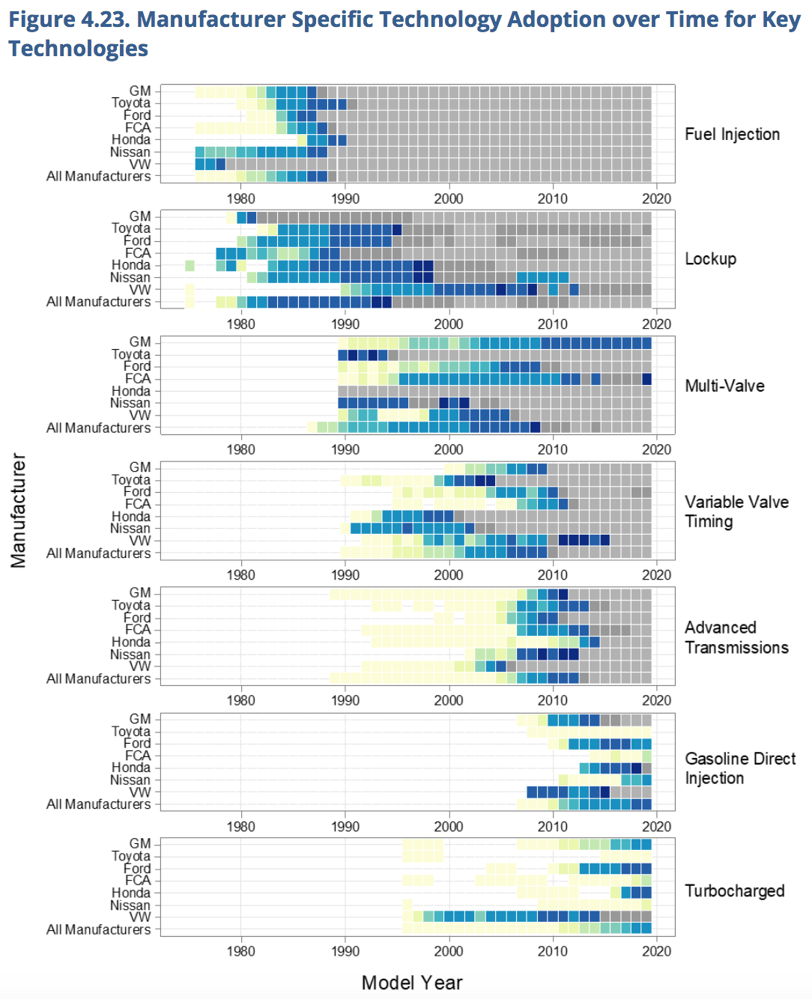 Figure 4.23. Manufacturer Specific Technology Adoption over Time for Key
Technologies
GM
Toyota
Ford
FCA
Honda
Nissan
VW
All Manufacturers
Fuel Injection
1980 1990 2000 2010 2020
GM
Toyota
Ford
FCA
Honda
Nissan
VW
All Manufacturers
Lockup
1980 1990 2000 2010 2020
GM
Toyota
Ford
FCA
Honda
Nissan
VW
All Manufacturers
Multi-Valve
1980 1990 2000 2010 2020
Manufacturer
GM
Toyota
Ford
FCA
Honda
Nissan
VW
All Manufacturers
Variable Valve
Timing
1980 1990 2000 2010 2020
GM
Toyota
Ford
FCA
Honda
Nissan
VW
All Manufacturers
Advanced
Transmissions
1980 1990 2000 2010 2020
GM
Toyota
Ford
FCA
Honda
Nissan
VW
All Manufacturers
Gasoline Direct
Injection
1980 1990 2000 2010 2020
GM
Toyota
Ford
FCA
Honda
Nissan
VW
All Manufacturers
Turbocharged
1980 1990 2000 2010 2020
Model Year